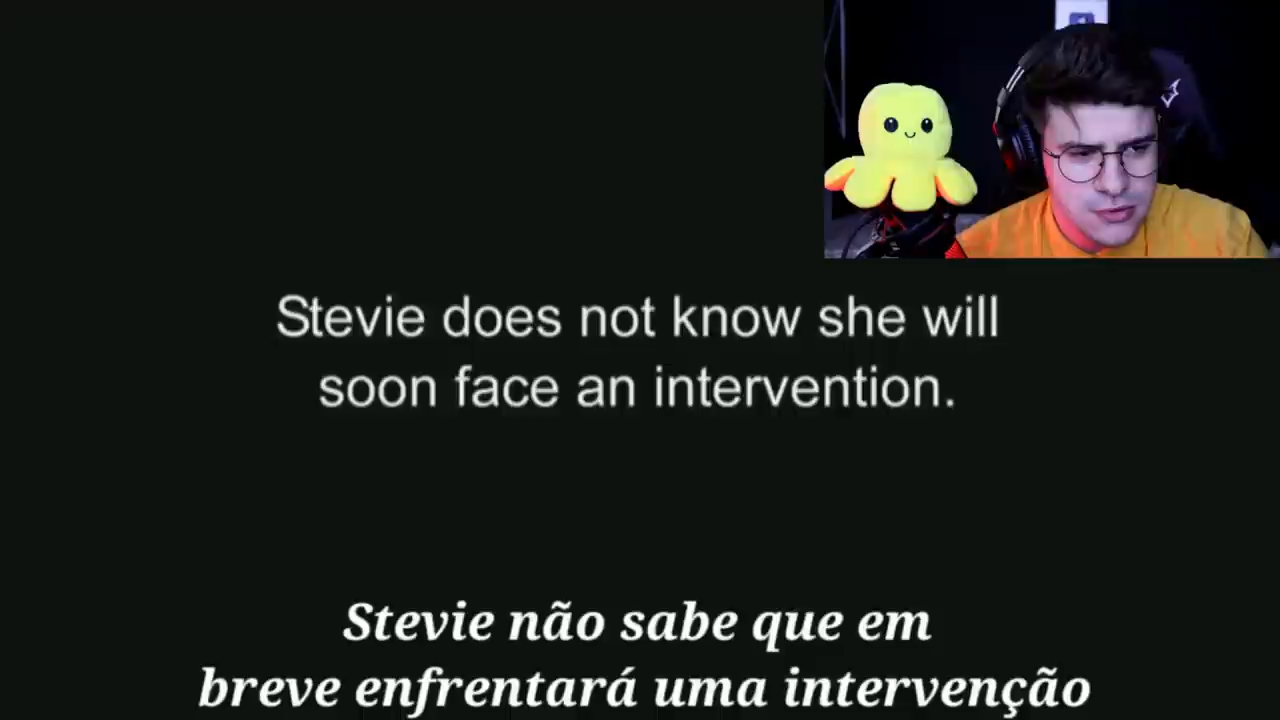 Stevie does not know she will
soon face an intervention.
Stevie não sabe que em
breve enfrentará uma intervenção